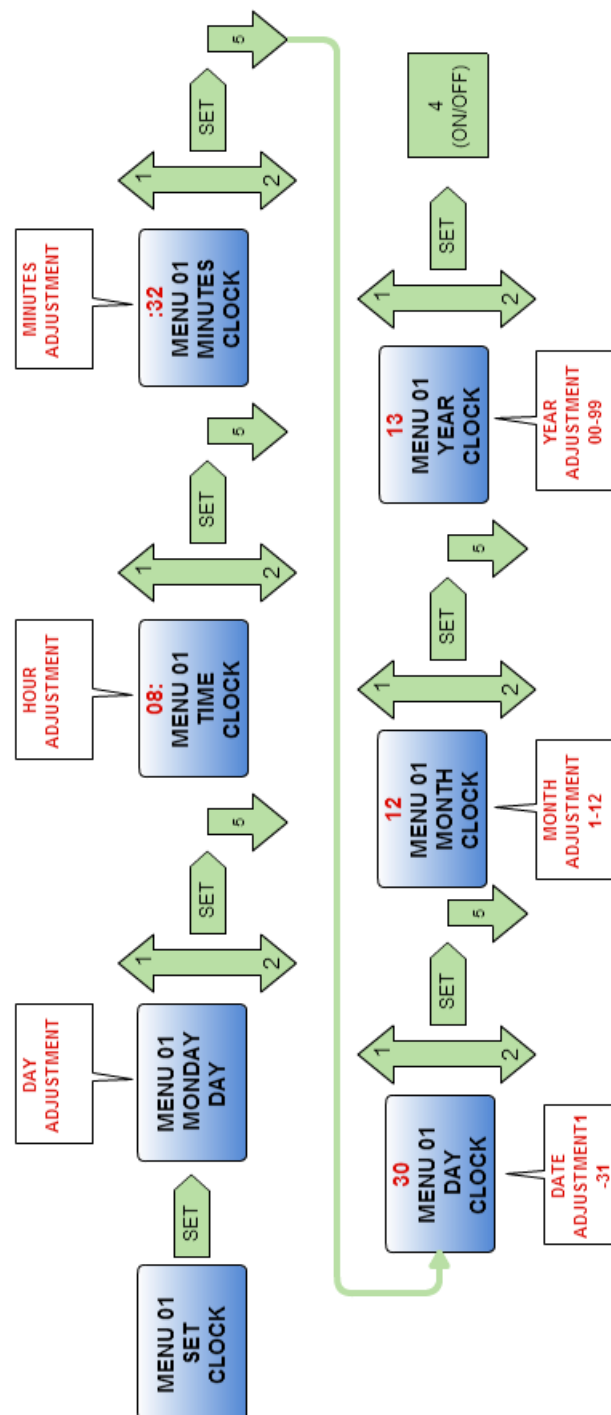 MENU 01
SET
CLOCK
SET
DAY
ADJUSTMENT
MENU 01
MONDAY
DAY
1
2
SET
5
HOUR
ADJUSTMENT
08:
MENU 01
TIME
CLOCK
1
2
SET
5
MINUTES
ADJUSTMENT
:32
MENU 01
MINUTES
CLOCK
1
2
SET
5
30
MENU 01
DAY
CLOCK
DATE
ADJUSTMENT1
-31
1
2
SET
5
12
MENU 01
MONTH
CLOCK
MONTH
ADJUSTMENT
1-12
1
2
SET
5
13
MENU 01
YEAR
CLOCK
YEAR
ADJUSTMENT
00-99
1
2
SET
4
(ON/OFF)